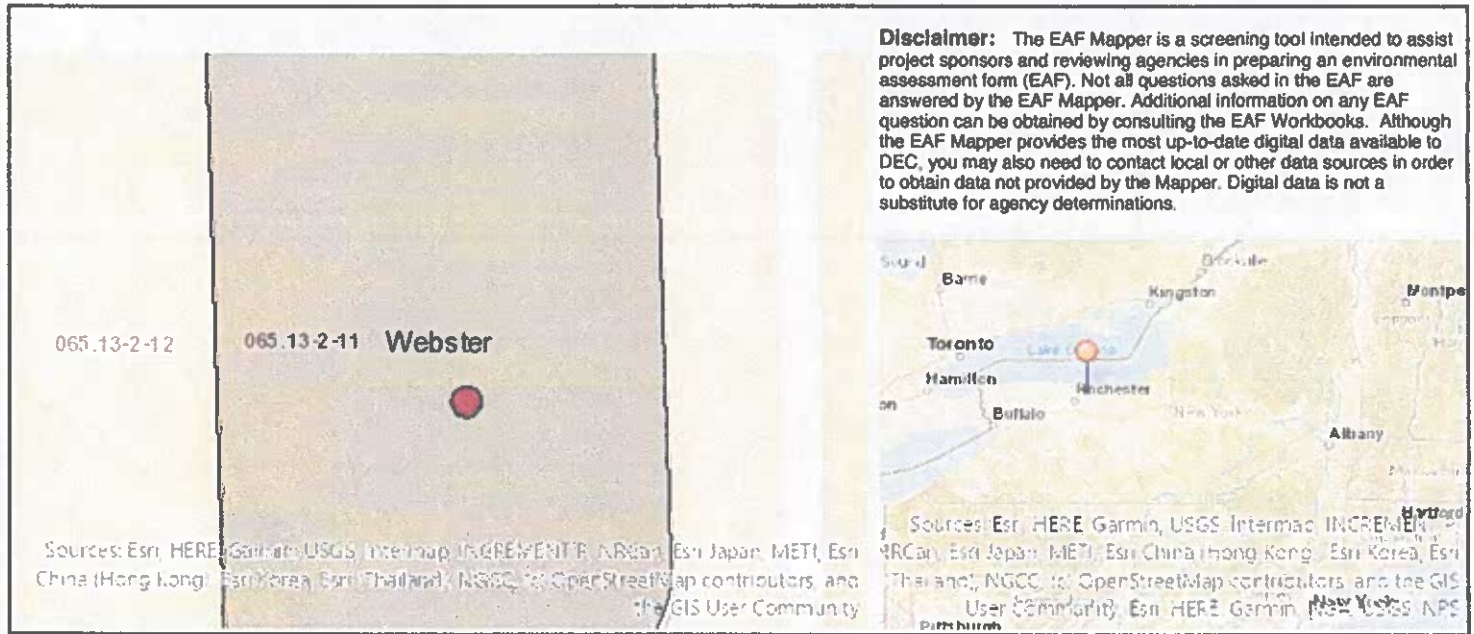 Disclaimer: The EAF Mapper is a screening tool intended to assist
project sponsors and reviewing agencies in preparing an environmental
assessment form (EAF). Not all questions asked in the EAF are
answered by the EAF Mapper. Additional information on any EAF
question can be obtained by consulting the EAF Workbooks. Although
the EAF Mapper provides the most up-to-date digital data available to
DEC, you may also need to contact local or other data sources in order
to obtain data not provided by the Mapper. Digital data is not a
substitute for agency determinations.
065.13-2-12
065.13-2-11 Webster
Sources: Esri, HERE, Garmin, USGS, Intermap, INCREMENT P, NRCan, Esri Japan, METI, Esri
China (Hong Kong), Esri Korea, Esri Thailand, NGCC, (c) OpenStreetMap contributors, and
the GIS User Community
Barrie
Kingston
Montpe
Toronto
Hamilton
Rochester
Buffalo
New York
Albany
Hartford
Sources: Esri, HERE, Garmin, USGS, Intermap, INCREMENT P
NRCan, Esri Japan, METI, Esri China (Hong Kong), Esri Korea, Esri
Thailand, NGCC, (c) OpenStreetMap contributors, and the GIS
User Community, Esri, HERE, Garmin, USGS, NPS
New York
Pittsburgh